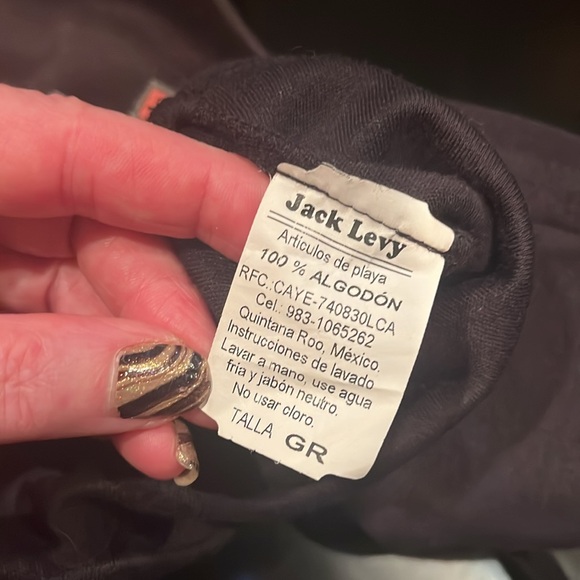 Jack Levy
Artículos de playa
100 % ALGODÓN
RFC.:CAYE-740830LCA
Cel.: 983-1065262
Quintana Roo, México.
Instrucciones de lavado
Lavar a mano, use agua
fría y jabón neutro.
No usar cloro.
TALLA GR